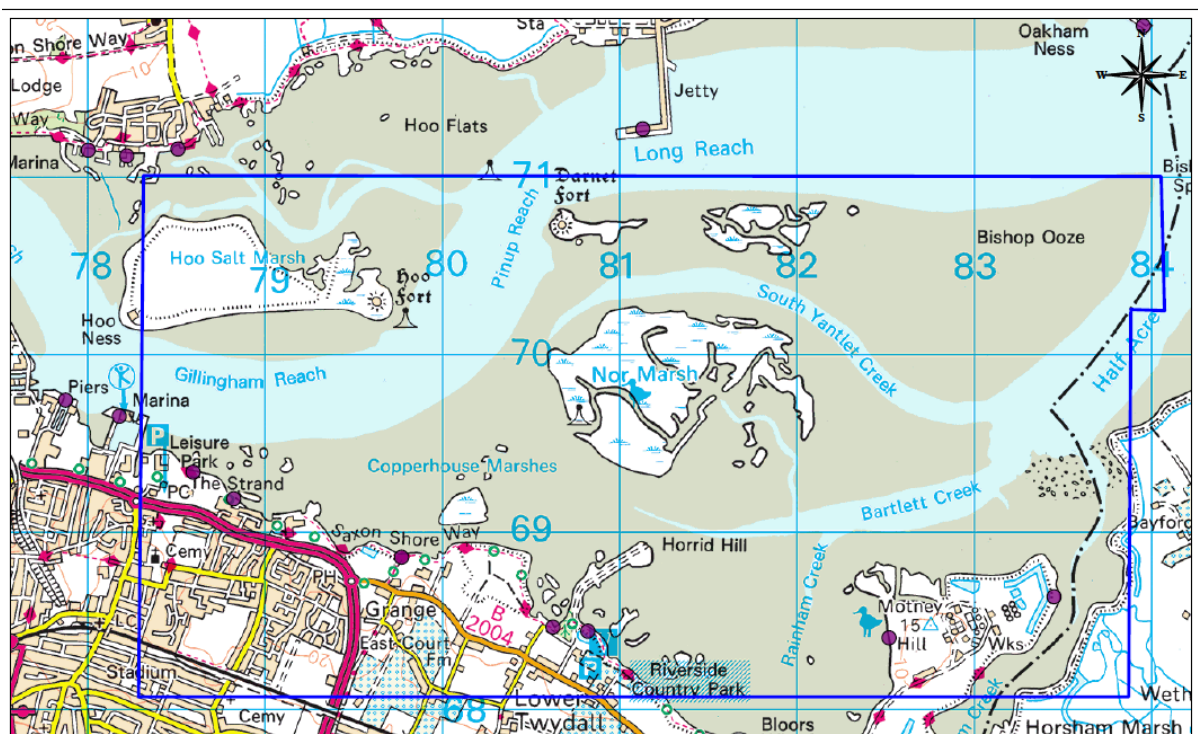 Sta
Oakham
Ness
N
on Shore Way
10
W
E
S
Lodge
Jetty
Way
Hoo Flats
Marina
Long Reach
71
Darnet
Fort
Pinup Reach
Bishop Ooze
Hoo Salt Marsh
78
79
80
81
82
83
84
Hoo
Fort
South Yantlet Creek
Hoo
Ness
70
Half Acre
Gillingham Reach
Nor Marsh
Piers
Marina
P
Leisure
Park
Copperhouse Marshes
PC
The Strand
Bartlett Creek
69
Saxon Shore Way
Horrid Hill
Cemy
PH
Rainham Creek
Grange
B
2004
Motney
15
Hill
10
Wks
LC
East Court
Fm
20
P
Riverside
Country Park
Stadium
Lower
Twydall
68
Cemy
Bloors
Horsham Marsh